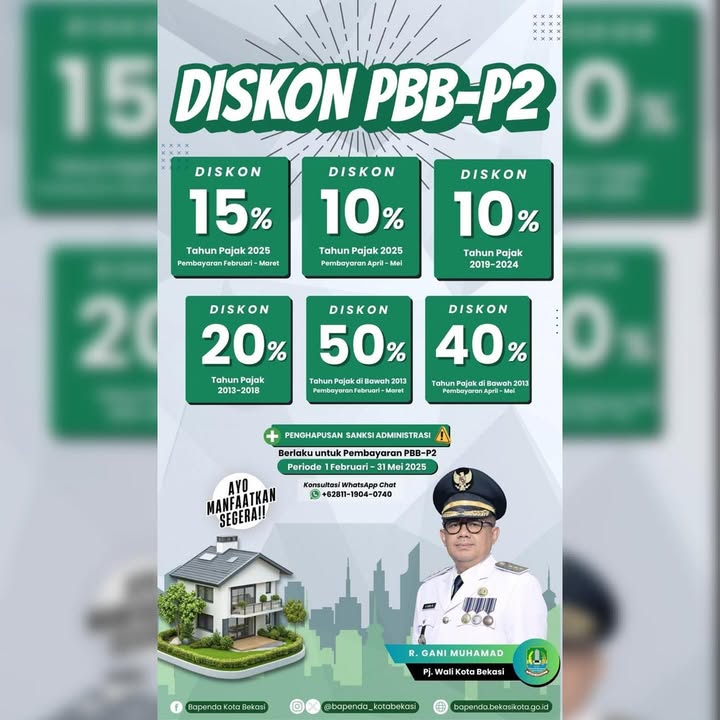 DISKON PBB-P2
DISKON
15%
Tahun Pajak 2025
Pembayaran Februari - Maret
DISKON
10%
Tahun Pajak 2025
Pembayaran April - Mei
DISKON
10%
Tahun Pajak
2019-2024
DISKON
20%
Tahun Pajak
2013-2018
DISKON
50%
Tahun Pajak di Bawah 2013
Pembayaran Februari - Maret
DISKON
40%
Tahun Pajak di Bawah 2013
Pembayaran April - Mei
PENGHAPUSAN SANKSI ADMINISTRASI
Berlaku untuk Pembayaran PBB-P2
Periode 1 Februari - 31 Mei 2025
Konsultasi WhatsApp Chat
+62811-1904-0740
AYO
MANFAATKAN
SEGERA!!
R. GANI MUHAMAD
Pj. Wali Kota Bekasi
Bapenda Kota Bekasi
@bapenda_kotabekasi
bapenda.bekasikota.go.id